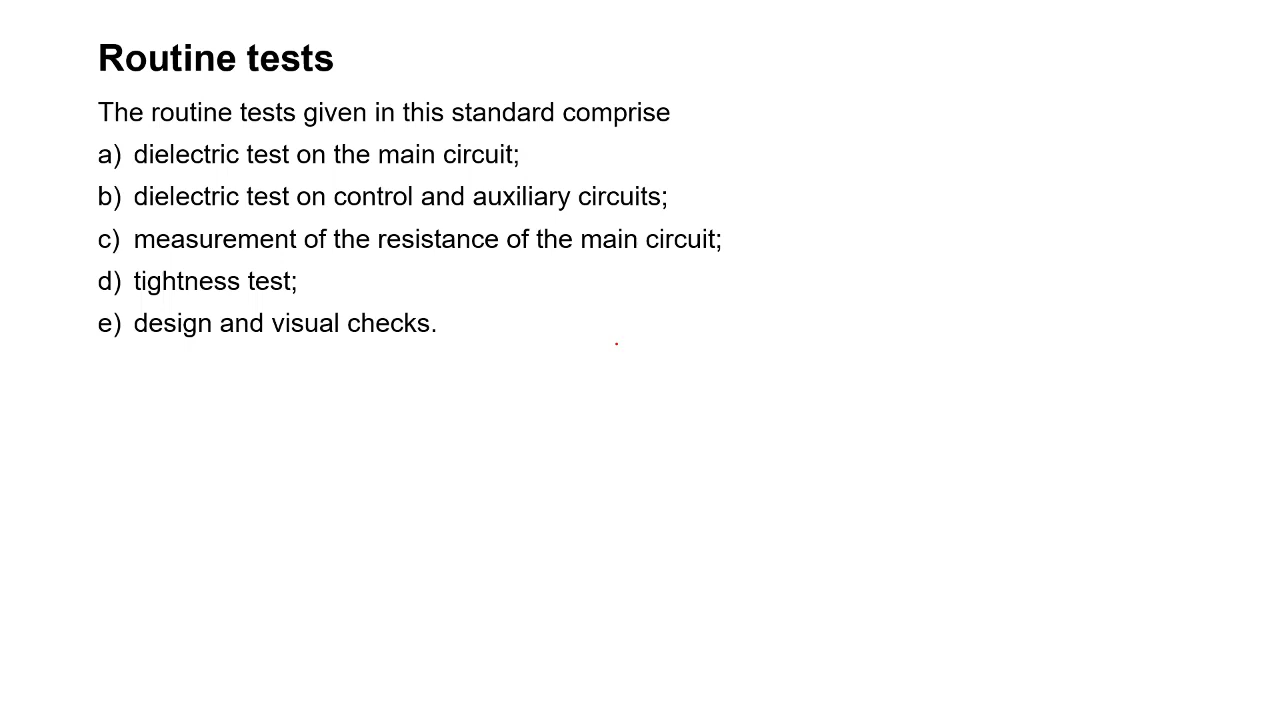 Routine tests
The routine tests given in this standard comprise
a) dielectric test on the main circuit;
b) dielectric test on control and auxiliary circuits;
c) measurement of the resistance of the main circuit;
d) tightness test;
e) design and visual checks.